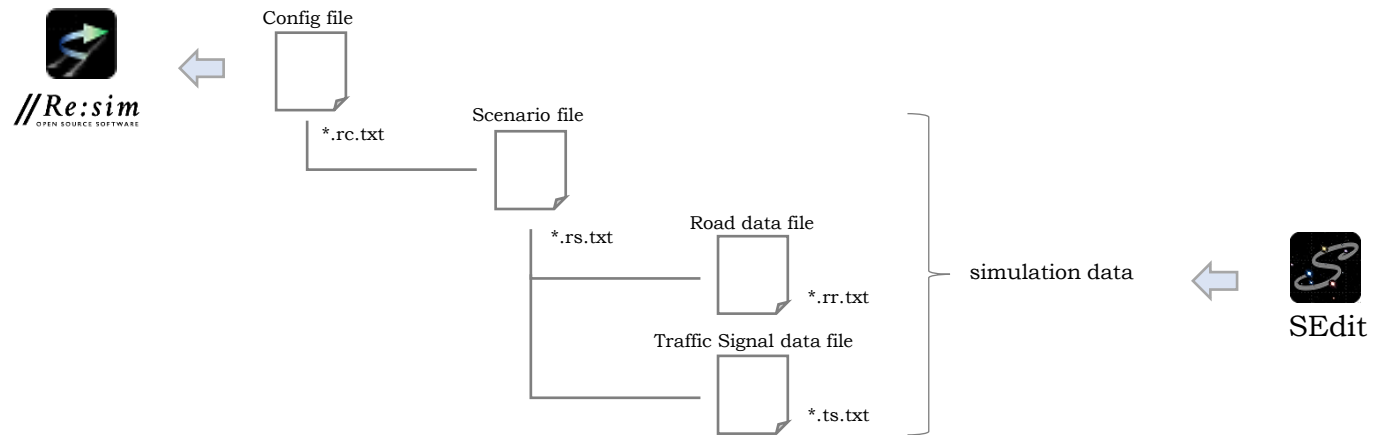 Config file
//Re:sim
OPEN SOURCE SOFTWARE
*.rc.txt
Scenario file
*.rs.txt
Road data file
*.rr.txt
simulation data
SEdit
Traffic Signal data file
*.ts.txt